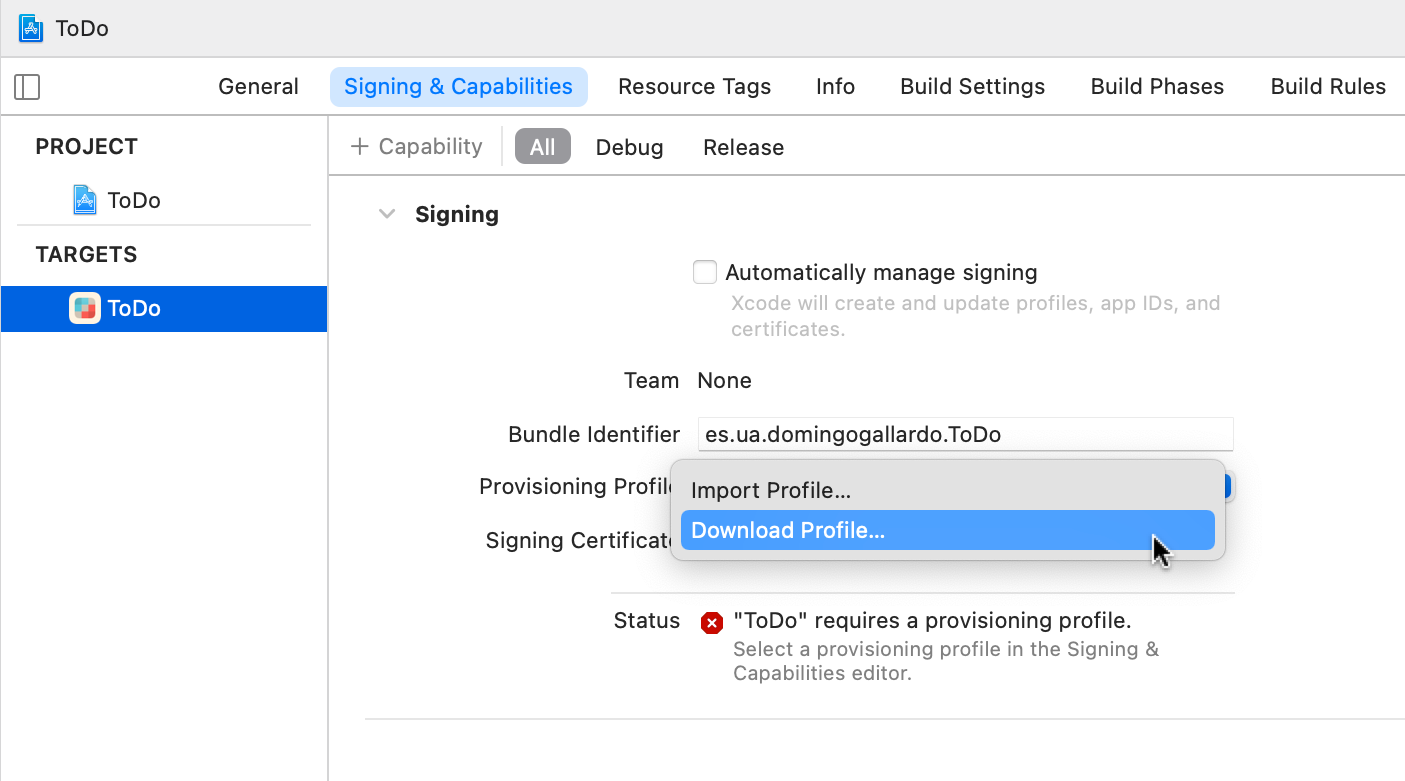 ToDo
General Signing & Capabilities Resource Tags Info Build Settings Build Phases Build Rules
PROJECT
ToDo
TARGETS
ToDo
+ Capability All Debug Release
Signing
Automatically manage signing
Xcode will create and update profiles, app IDs, and
certificates.
Team None
Bundle Identifier es.ua.domingogallardo.ToDo
Provisioning Profile
Import Profile...
Download Profile...
Signing Certificate
Status "ToDo" requires a provisioning profile.
Select a provisioning profile in the Signing &
Capabilities editor.